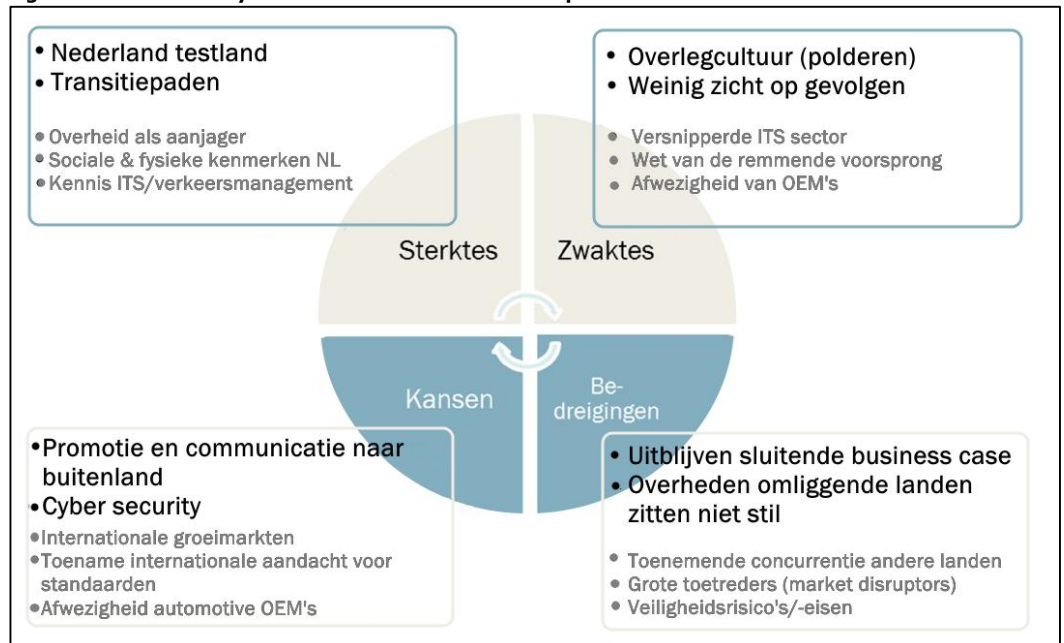 • Nederland testland
• Transitiepaden
• Overheid als aanjager
• Sociale & fysieke kenmerken NL
• Kennis ITS/verkeersmanagement
• Overlegcultuur (polderen)
• Weinig zicht op gevolgen
• Versnipperde ITS sector
• Wet van de remmende voorsprong
• Afwezigheid van OEM's
Sterktes
Zwaktes
Kansen
Be-
dreigingen
•Promotie en communicatie naar
buitenland
•Cyber security
•Internationale groeimarkten
•Toename internationale aandacht voor
standaarden
•Afwezigheid automotive OEM's
• Uitblijven sluitende business case
• Overheden omliggende landen
zitten niet stil
• Toenemende concurrentie andere landen
• Grote toetreders (market disruptors)
• Veiligheidsrisico's/-eisen